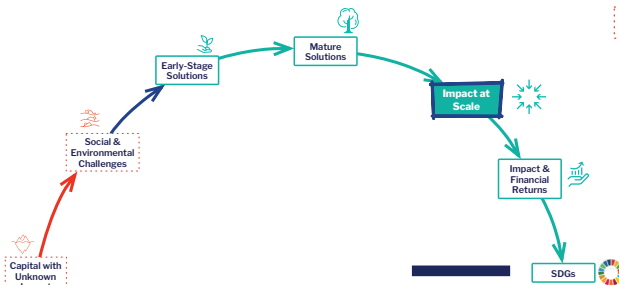 Mature
Solutions
Early-Stage
Solutions
Impact at
Scale
Social &
Environmental
Challenges
Impact &
Financial
Returns
Capital with
Unknown
SDGs